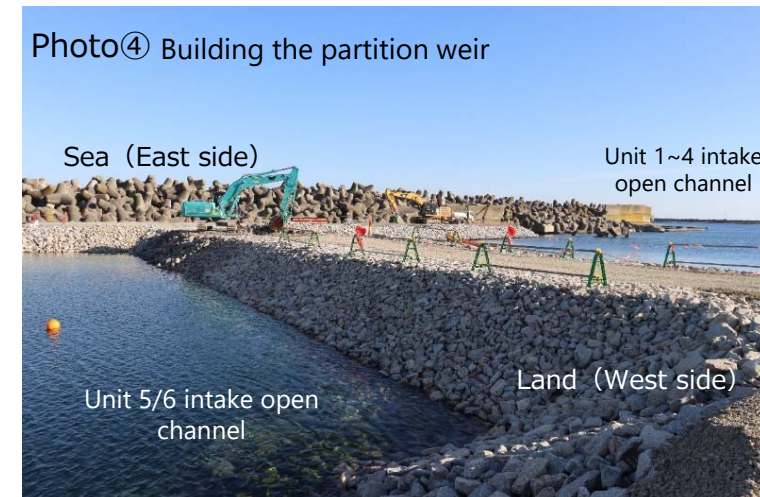 Photo④ Building the partition weir
Sea（East side）
Unit 1~4 intake
open channel
Land（West side）
Unit 5/6 intake open
channel